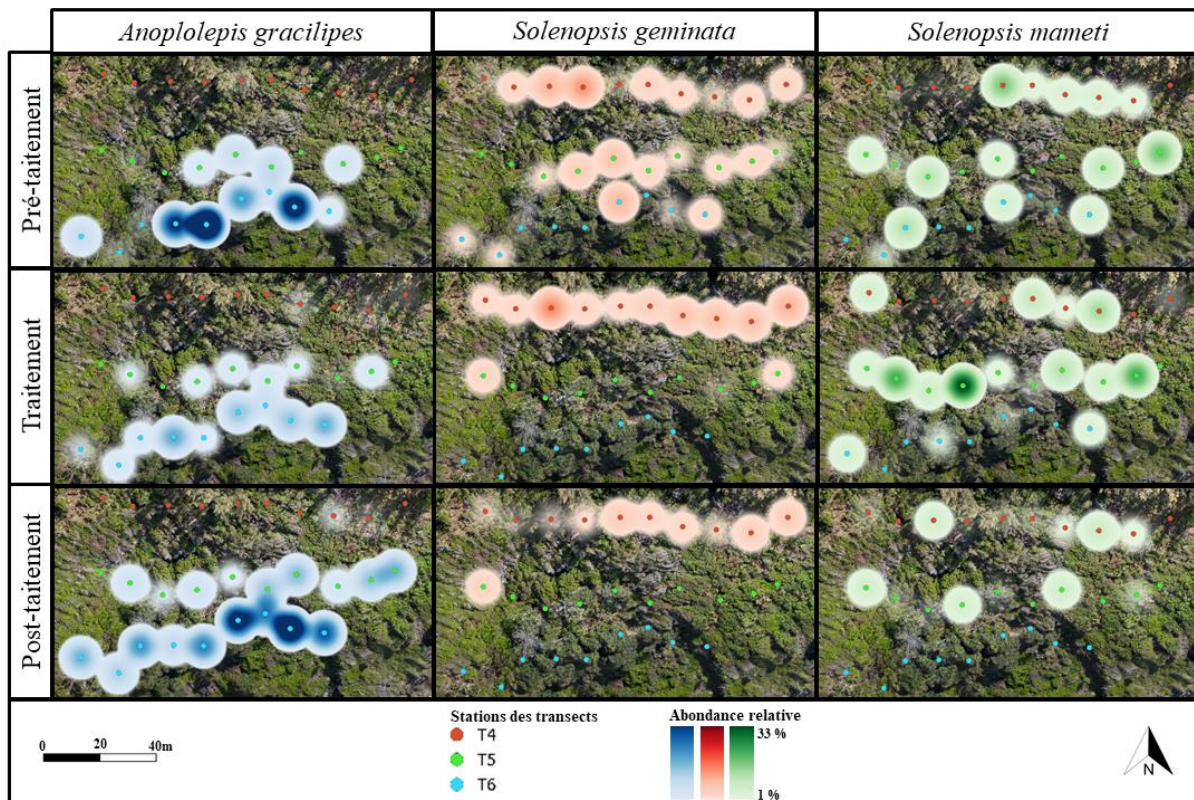 Anoplolepis gracilipes
Solenopsis geminata
Solenopsis mameti
Pré-taitement
Traitement
Post-taitement
0 20 40m
Stations des transects
T4
T5
T6
Abondance relative
33 %
1 %
N